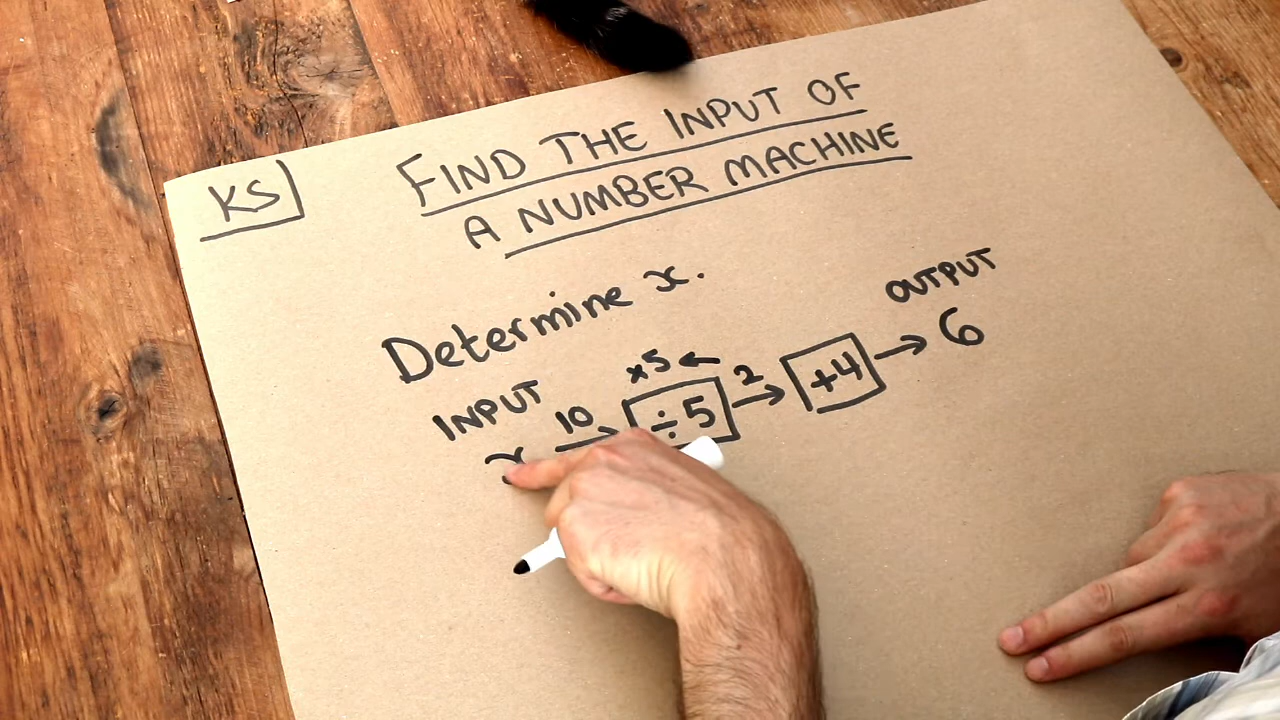 KS
FIND THE INPUT OF
A NUMBER MACHINE
Determine x.
INPUT OUTPUT
×5 ←
x 10 → ÷5 2 → +4 → 6